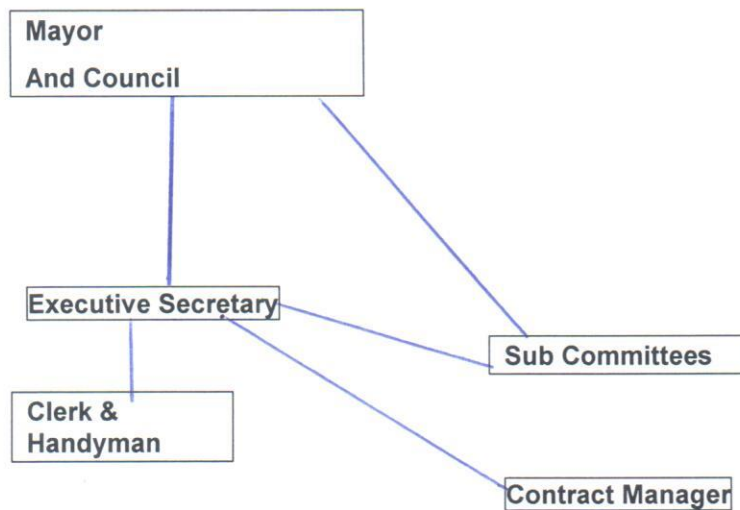 Mayor
And Council
Executive Secretary
Sub Committees
Clerk &
Handyman
Contract Manager